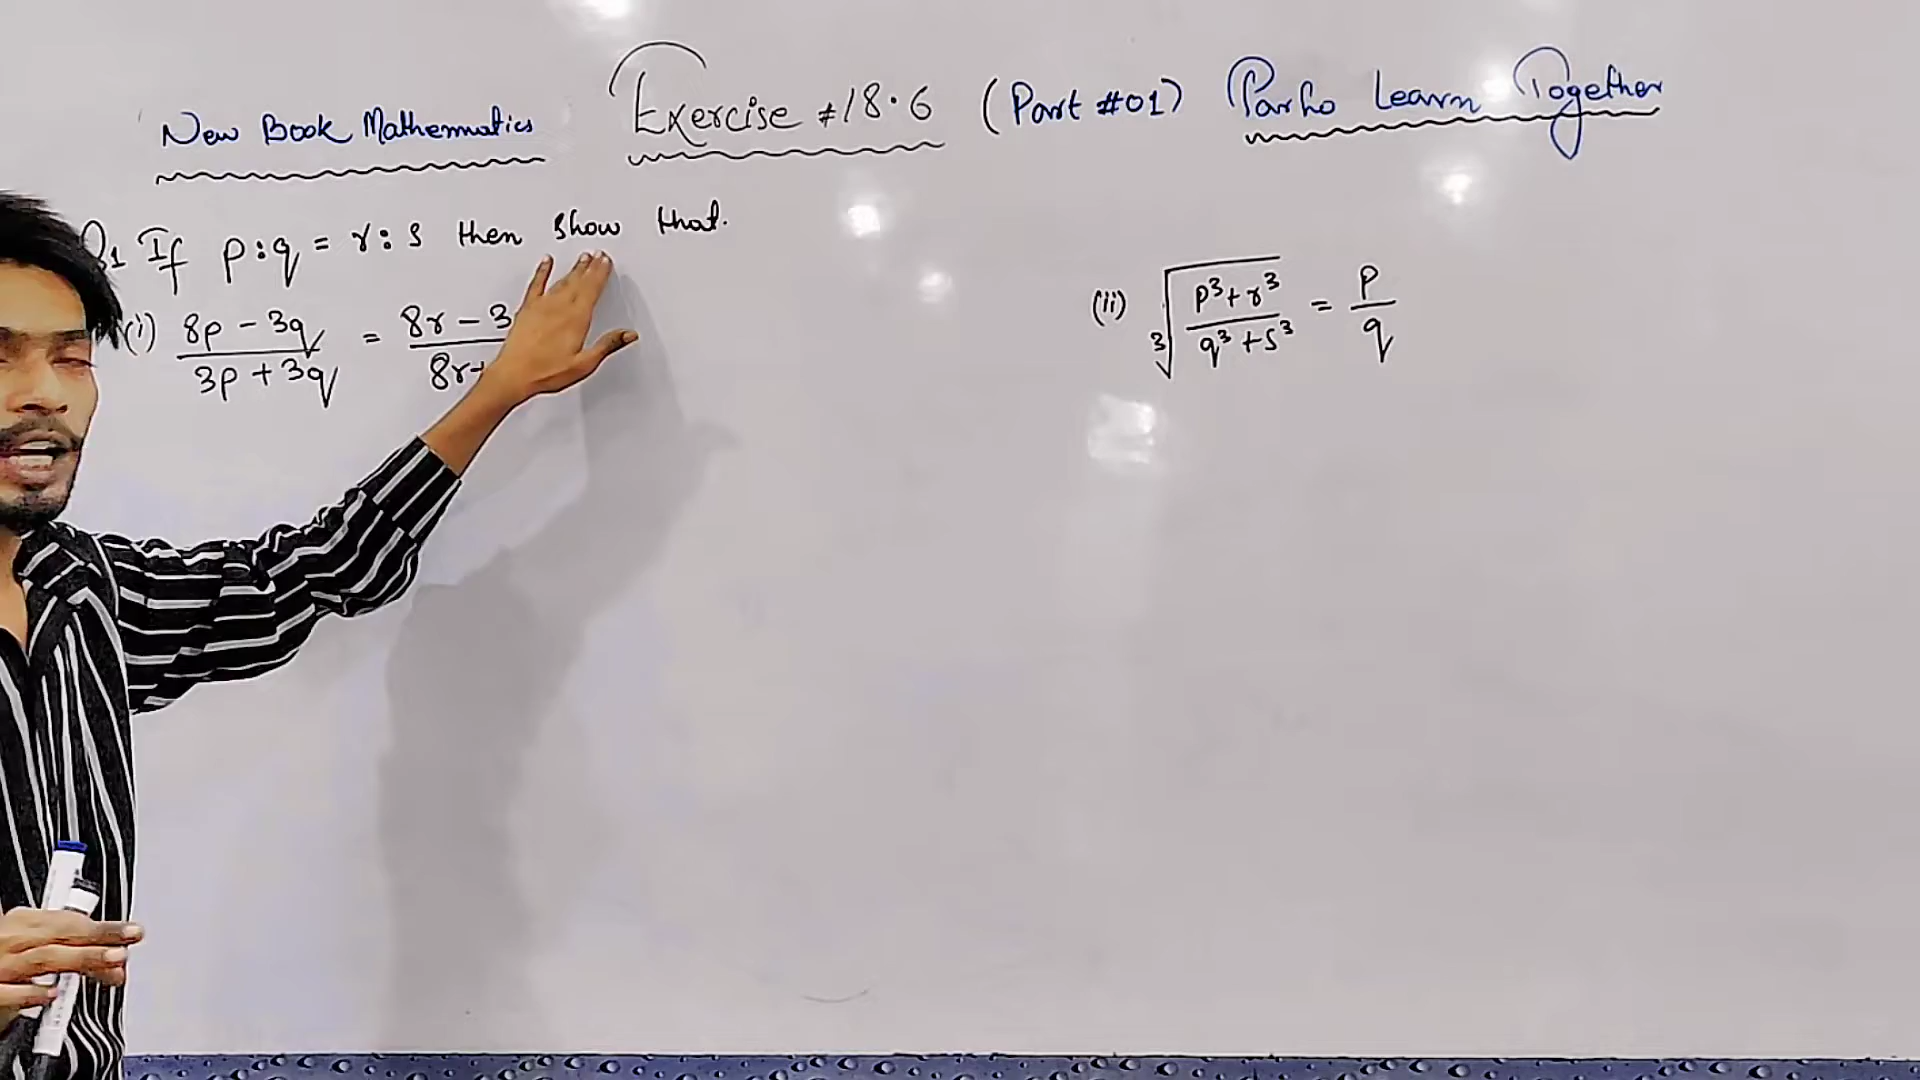 New Book Mathematics Exercise #18.6 (Part #01) Parho Learn Together
Q1 If p:q = r:s then show that.
(i) 8p - 3q / 3p + 3q = 8r - 3 / 8r+
(ii) ∛(p³+r³ / q³+s³) = p / q